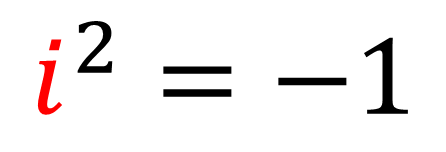 i² = −1